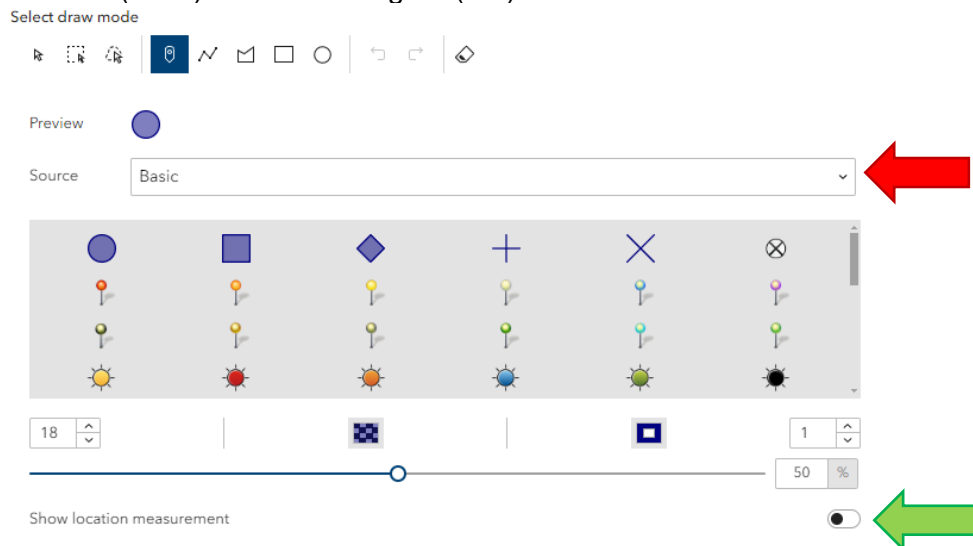 Select draw mode
Preview
Source Basic
18 1
50 %
Show location measurement